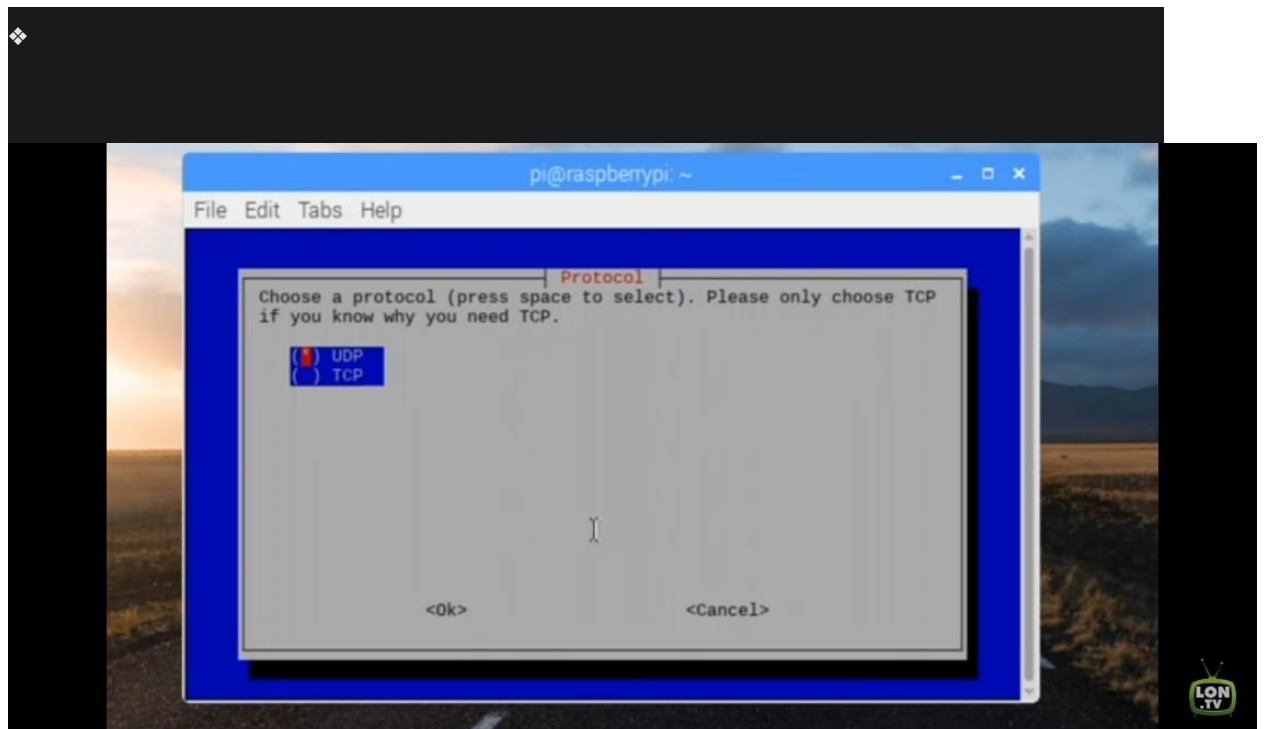 ❖
pi@raspberrypi: ~
File Edit Tabs Help
Protocol
Choose a protocol (press space to select). Please only choose TCP
if you know why you need TCP.
(*) UDP
( ) TCP
<Ok> <Cancel>
LON
.TV